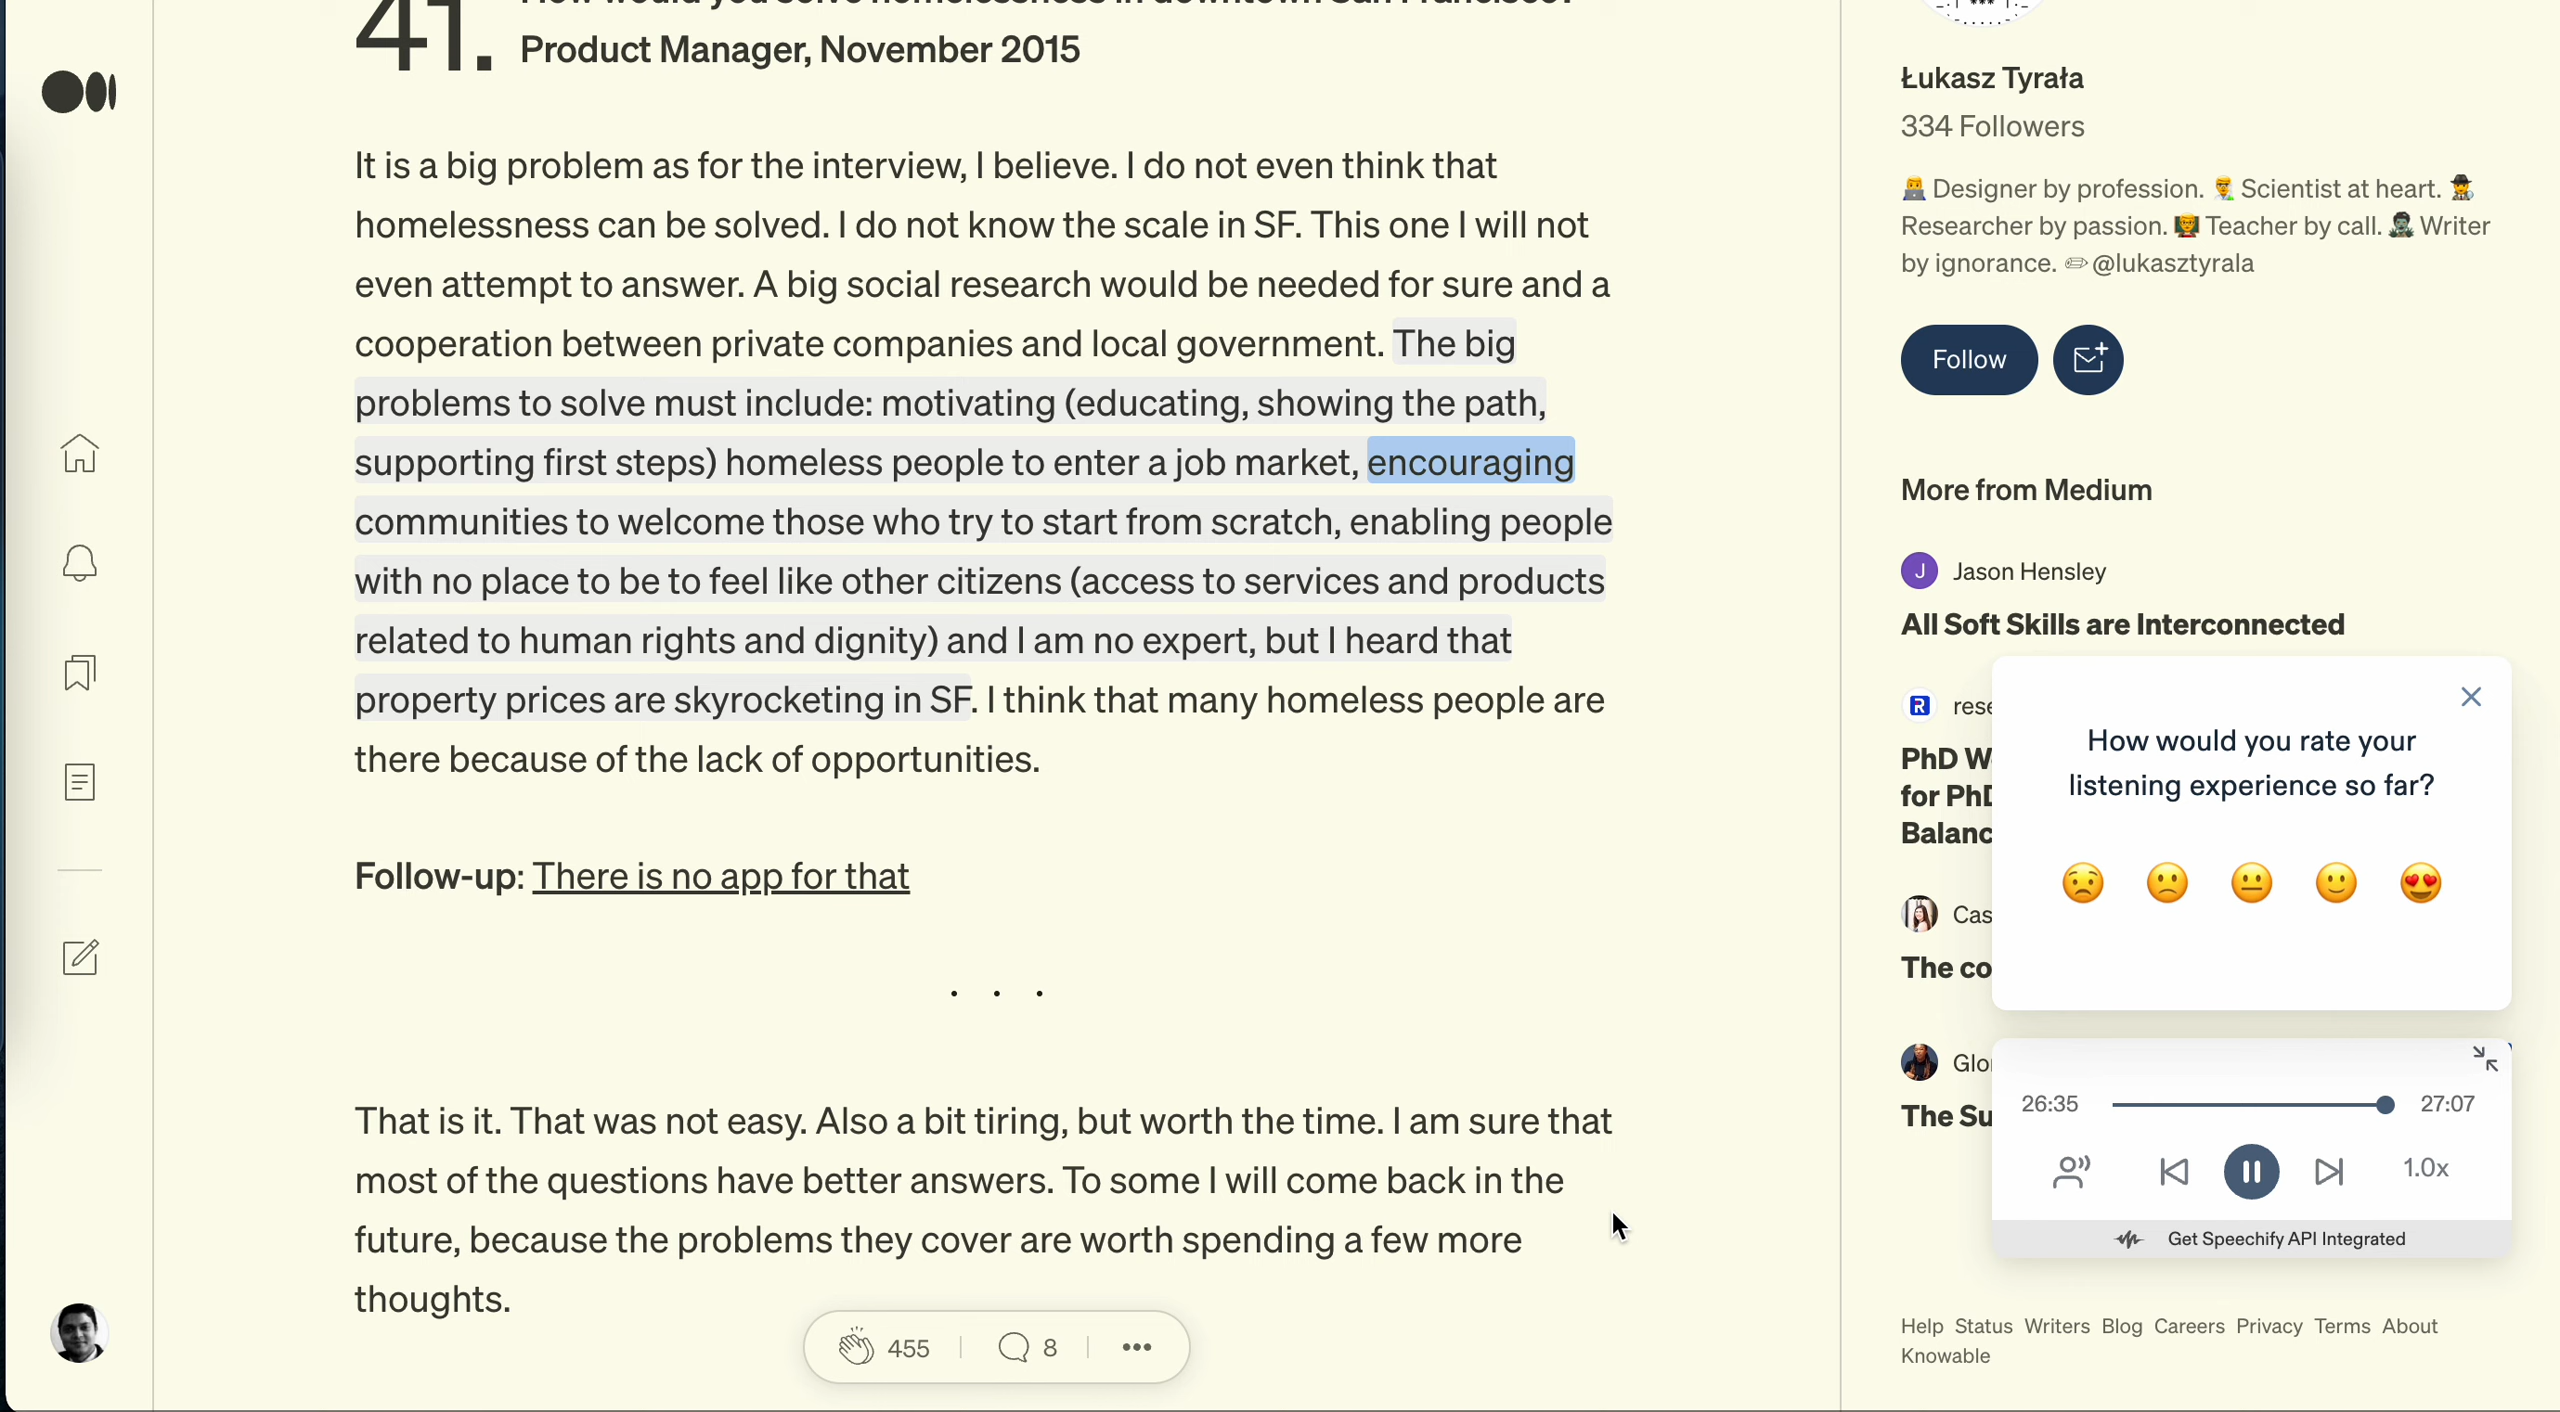 41.
How would you solve homelessness in downtown San Francisco?
Product Manager, November 2015
It is a big problem as for the interview, I believe. I do not even think that
homelessness can be solved. I do not know the scale in SF. This one I will not
even attempt to answer. A big social research would be needed for sure and a
cooperation between private companies and local government. The big
problems to solve must include: motivating (educating, showing the path,
supporting first steps) homeless people to enter a job market, encouraging
communities to welcome those who try to start from scratch, enabling people
with no place to be to feel like other citizens (access to services and products
related to human rights and dignity) and I am no expert, but I heard that
property prices are skyrocketing in SF. I think that many homeless people are
there because of the lack of opportunities.
Follow-up: There is no app for that
. . .
That is it. That was not easy. Also a bit tiring, but worth the time. I am sure that
most of the questions have better answers. To some I will come back in the
future, because the problems they cover are worth spending a few more
thoughts.
455
8
Łukasz Tyrała
334 Followers
Designer by profession. Scientist at heart.
Researcher by passion. Teacher by call. Writer
by ignorance. ✏ @lukasztyrala
Follow
More from Medium
J Jason Hensley
All Soft Skills are Interconnected
R rese
PhD W
for PhD
Balanc
Cas
The co
Glo
The Su
How would you rate your
listening experience so far?
26:35
27:07
1.0x
Get Speechify API Integrated
Help Status Writers Blog Careers Privacy Terms About
Knowable